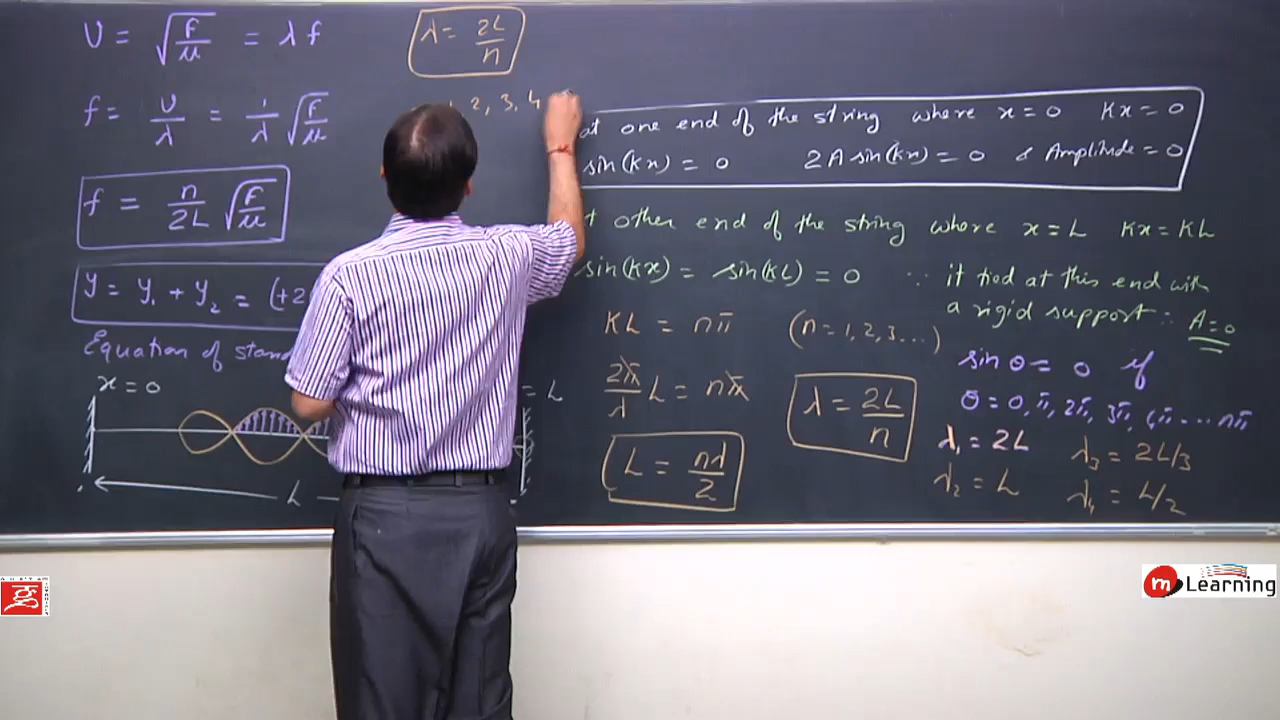 υ = √(F/μ) = λf
f = υ/λ = 1/λ √(F/μ)
f = n/2L √(F/μ)
y = y₁ + y₂ = (+2
Equation of stand
x = 0
= L
L
λ = 2L/n
2, 3, 4
at one end of the string where x = 0 Kx = 0
sin(Kx) = 0 2A sin(Kx) = 0 & Amplitude = 0
t other end of the string where x = L Kx = KL
sin(Kx) = sin(KL) = 0 ∵ it tied at this end with
a rigid support ∴ A = 0
KL = nπ (n = 1, 2, 3...)
2π/λ L = nπ
L = nλ/2
λ = 2L/n
sin θ = 0 if
θ = 0, π, 2π, 3π, 4π ... nπ
λ₁ = 2L λ₃ = 2L/3
λ₂ = L λ₄ = L/2
m Learning